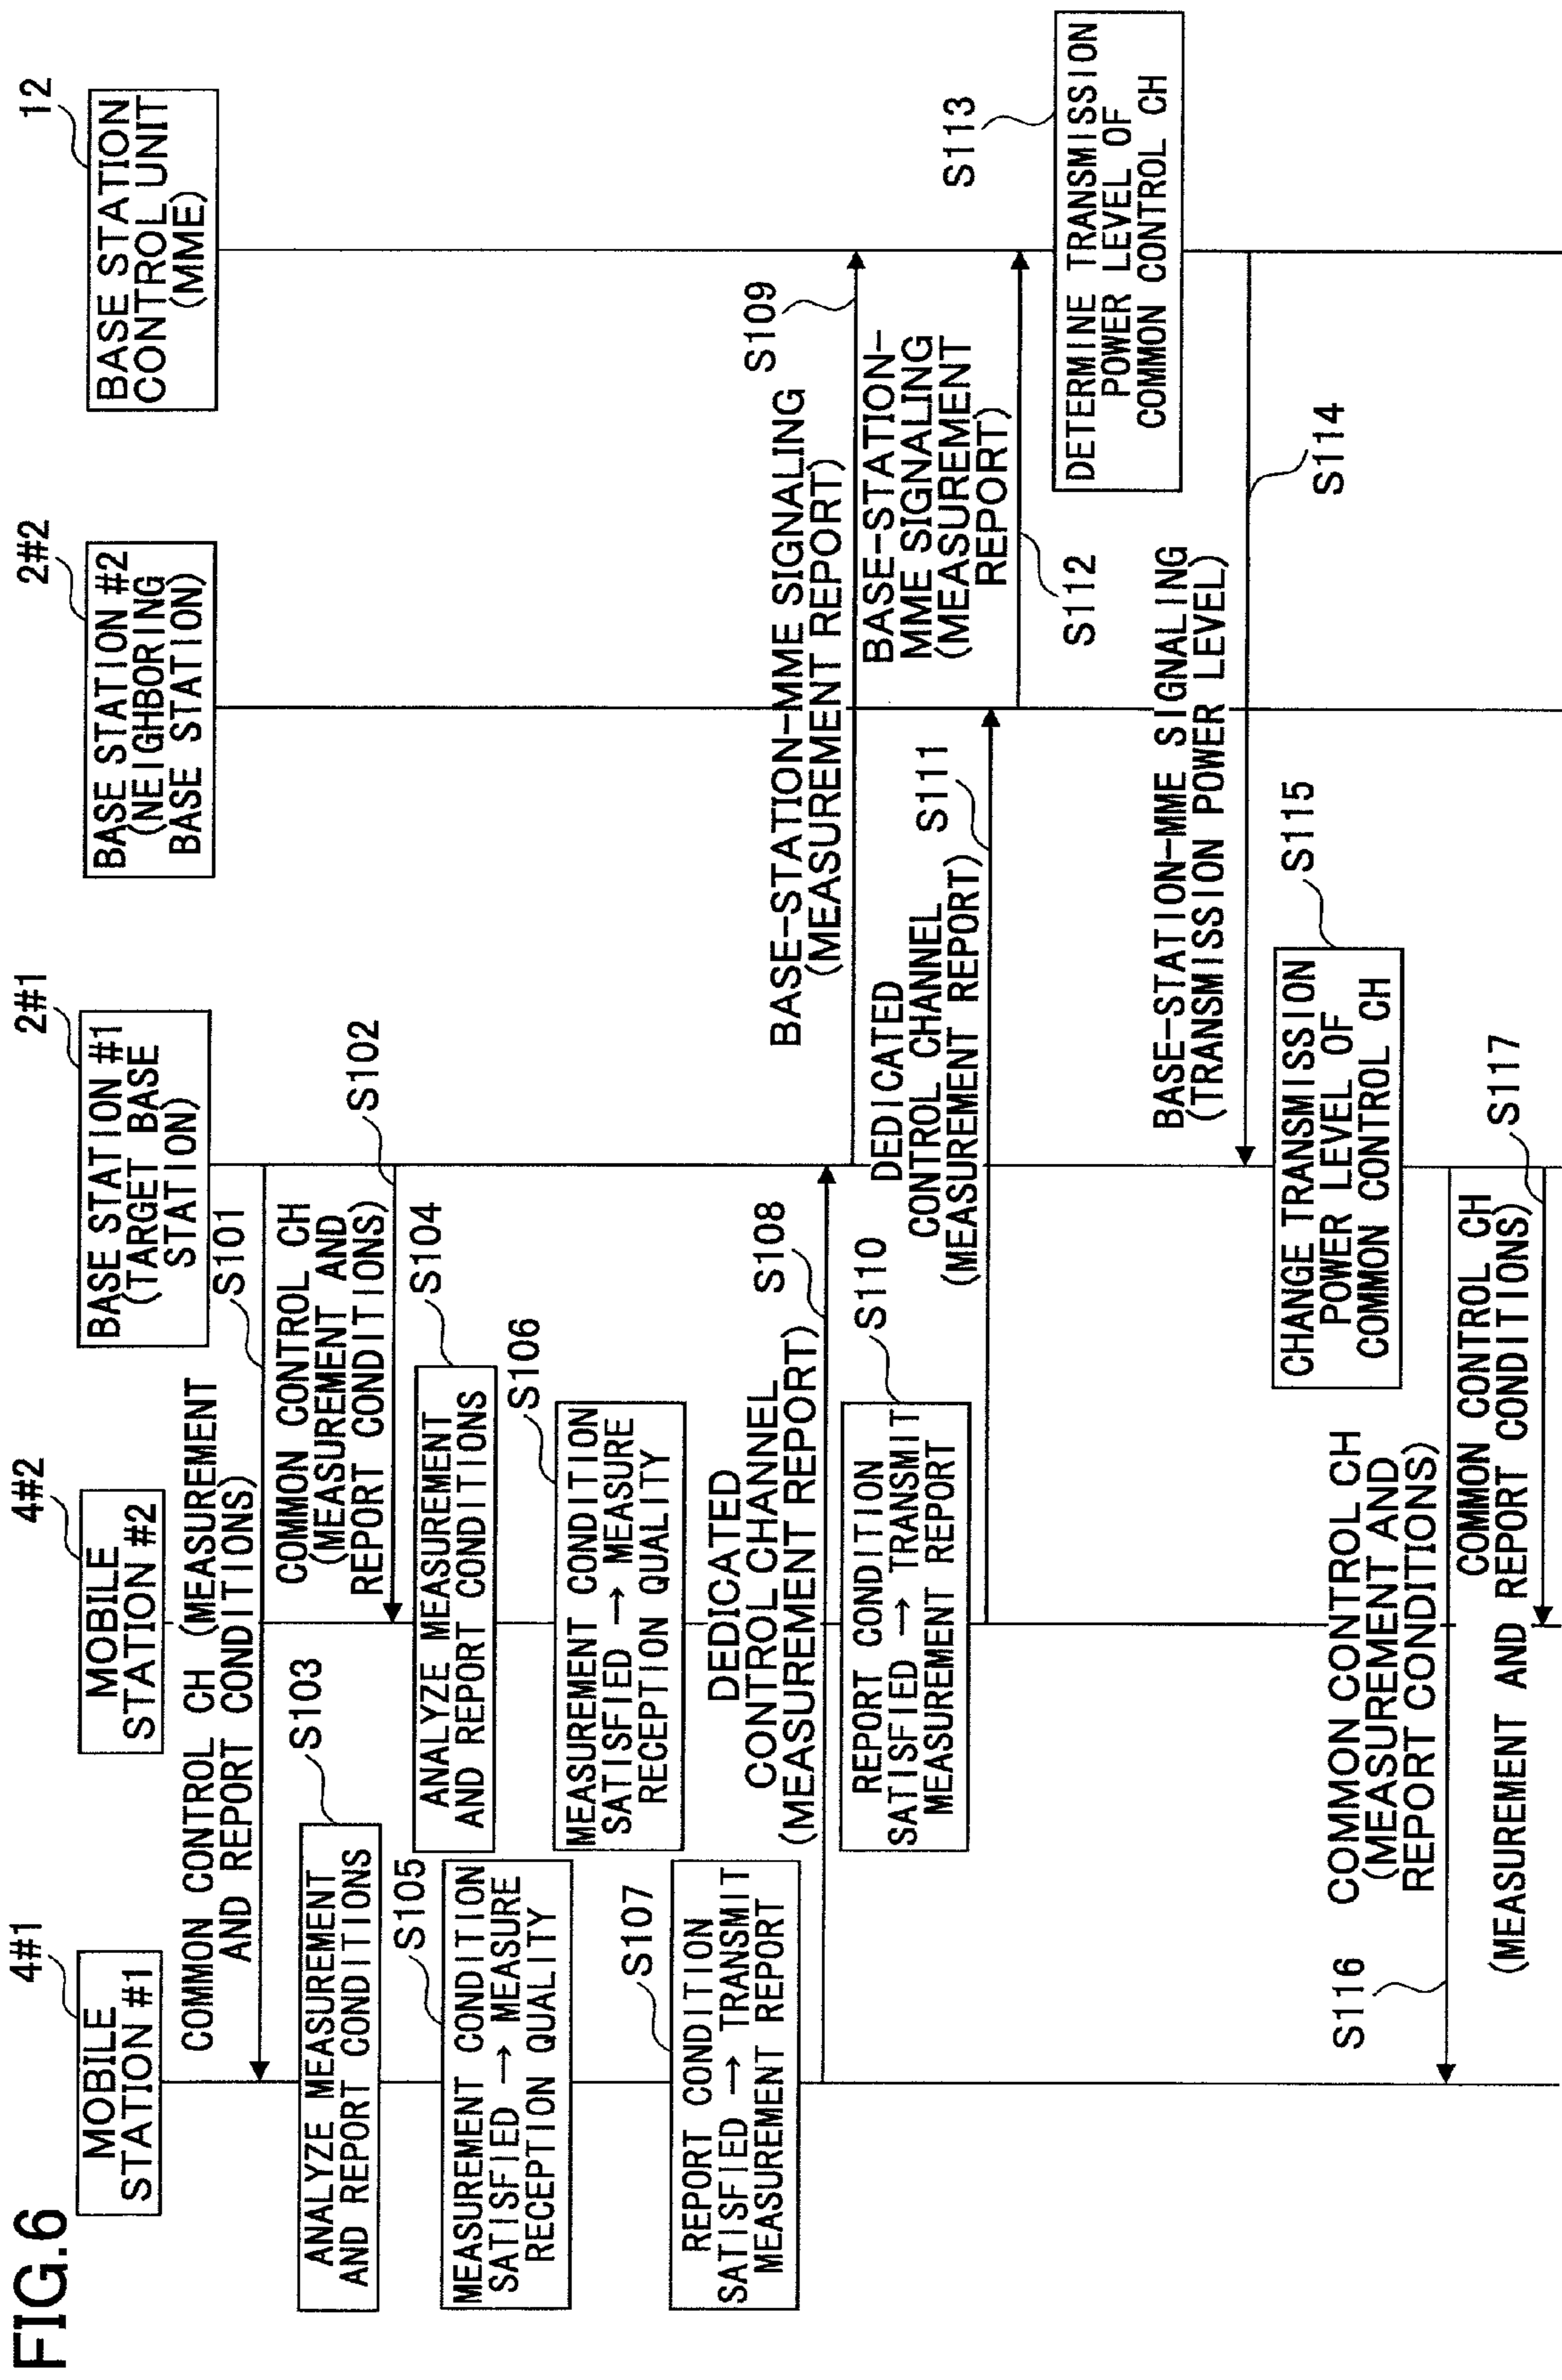 FIG.6
4#1
MOBILE
STATION #1
4#2
MOBILE
STATION #2
2#1
BASE STATION #1
(TARGET BASE
STATION)
2#2
BASE STATION #2
(NEIGHBORING
BASE STATION)
12
BASE STATION
CONTROL UNIT
(MME)
COMMON CONTROL CH (MEASUREMENT
AND REPORT CONDITIONS)
S101
COMMON CONTROL CH
(MEASUREMENT AND
REPORT CONDITIONS)
S102
S103
ANALYZE MEASUREMENT
AND REPORT CONDITIONS
S104
ANALYZE MEASUREMENT
AND REPORT CONDITIONS
S105
MEASUREMENT CONDITION
SATISFIED → MEASURE
RECEPTION QUALITY
S106
MEASUREMENT CONDITION
SATISFIED → MEASURE
RECEPTION QUALITY
S107
REPORT CONDITION
SATISFIED → TRANSMIT
MEASUREMENT REPORT
DEDICATED
CONTROL CHANNEL
(MEASUREMENT REPORT)
S108
BASE-STATION-MME SIGNALING
(MEASUREMENT REPORT)
S109
S110
REPORT CONDITION
SATISFIED → TRANSMIT
MEASUREMENT REPORT
DEDICATED
CONTROL CHANNEL
(MEASUREMENT REPORT)
S111
BASE-STATION-
MME SIGNALING
(MEASUREMENT
REPORT)
S112
S113
DETERMINE TRANSMISSION
POWER LEVEL OF
COMMON CONTROL CH
BASE-STATION-MME SIGNALING
(TRANSMISSION POWER LEVEL)
S114
S115
CHANGE TRANSMISSION
POWER LEVEL OF
COMMON CONTROL CH
COMMON CONTROL CH
(MEASUREMENT AND
REPORT CONDITIONS)
S116
COMMON CONTROL CH
(MEASUREMENT AND REPORT CONDITIONS)
S117